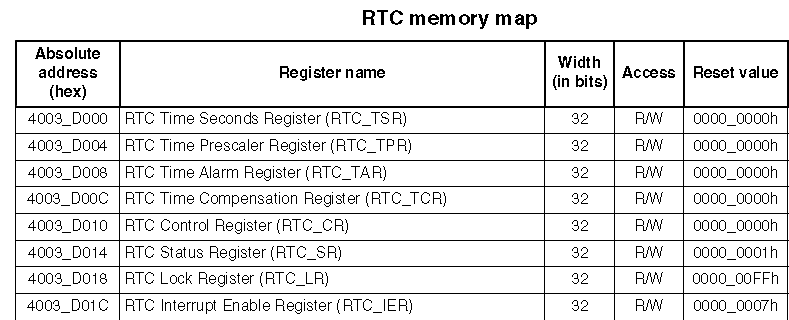 RTC memory map
Absolute address (hex) Register name Width (in bits) Access Reset value
4003_D000 RTC Time Seconds Register (RTC_TSR) 32 R/W 0000_0000h
4003_D004 RTC Time Prescaler Register (RTC_TPR) 32 R/W 0000_0000h
4003_D008 RTC Time Alarm Register (RTC_TAR) 32 R/W 0000_0000h
4003_D00C RTC Time Compensation Register (RTC_TCR) 32 R/W 0000_0000h
4003_D010 RTC Control Register (RTC_CR) 32 R/W 0000_0000h
4003_D014 RTC Status Register (RTC_SR) 32 R/W 0000_0001h
4003_D018 RTC Lock Register (RTC_LR) 32 R/W 0000_00FFh
4003_D01C RTC Interrupt Enable Register (RTC_IER) 32 R/W 0000_0007h